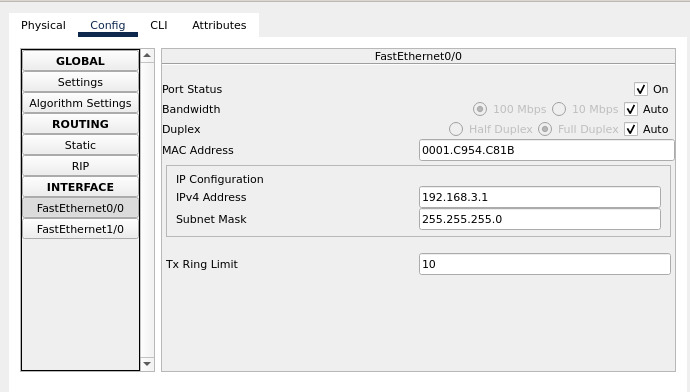 Physical Config CLI Attributes
GLOBAL
Settings
Algorithm Settings
ROUTING
Static
RIP
INTERFACE
FastEthernet0/0
FastEthernet1/0
FastEthernet0/0
Port Status On
Bandwidth 100 Mbps 10 Mbps Auto
Duplex Half Duplex Full Duplex Auto
MAC Address 0001.C954.C81B
IP Configuration
IPv4 Address 192.168.3.1
Subnet Mask 255.255.255.0
Tx Ring Limit 10